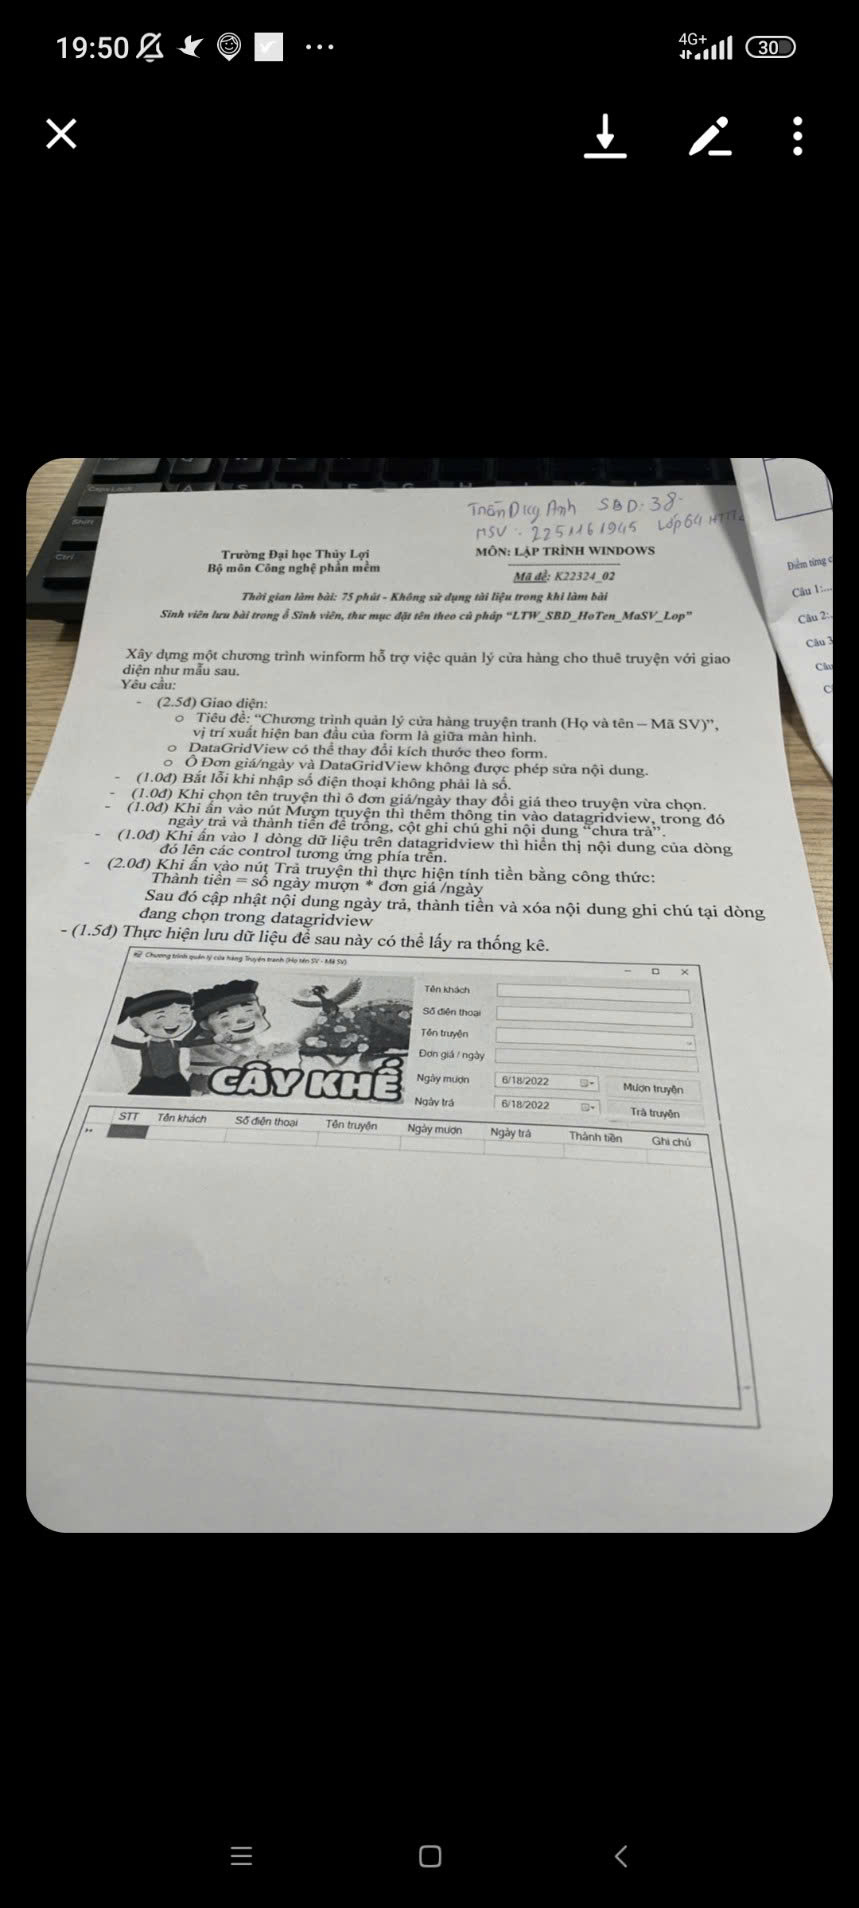 19:50
4G+
30
Caps Lock
A
S
D
Shift
Ctrl
Trần Duy Anh SBD: 38
MSV: 2251161945 Lớp 64 HTTT2
Trường Đại học Thủy Lợi
MÔN: LẬP TRÌNH WINDOWS
Bộ môn Công nghệ phần mềm
Mã đề: K22324_02
Thời gian làm bài: 75 phút - Không sử dụng tài liệu trong khi làm bài
Sinh viên lưu bài trong ổ Sinh viên, thư mục đặt tên theo cú pháp "LTW_SBD_HoTen_MaSV_Lop"
Điểm từng
Câu 1:...
Câu 2:
Câu 3
Câu
Xây dựng một chương trình winform hỗ trợ việc quản lý cửa hàng cho thuê truyện với giao
diện như mẫu sau.
Yêu cầu:
- (2.5đ) Giao diện:
o Tiêu đề: "Chương trình quản lý cửa hàng truyện tranh (Họ và tên – Mã SV)",
vị trí xuất hiện ban đầu của form là giữa màn hình.
o DataGridView có thể thay đổi kích thước theo form.
o Ô Đơn giá/ngày và DataGridView không được phép sửa nội dung.
- (1.0đ) Bắt lỗi khi nhập số điện thoại không phải là số.
- (1.0đ) Khi chọn tên truyện thì ô đơn giá/ngày thay đổi giá theo truyện vừa chọn.
- (1.0đ) Khi ấn vào nút Mượn truyện thì thêm thông tin vào datagridview, trong đó
ngày trả và thành tiền để trống, cột ghi chú ghi nội dung "chưa trả".
- (1.0đ) Khi ấn vào 1 dòng dữ liệu trên datagridview thì hiển thị nội dung của dòng
đó lên các control tương ứng phía trên.
- (2.0đ) Khi ấn vào nút Trả truyện thì thực hiện tính tiền bằng công thức:
Thành tiền = số ngày mượn * đơn giá /ngày
Sau đó cập nhật nội dung ngày trả, thành tiền và xóa nội dung ghi chú tại dòng
đang chọn trong datagridview
- (1.5đ) Thực hiện lưu dữ liệu để sau này có thể lấy ra thống kê.
Chương trình quản lý cửa hàng Truyện tranh (Họ tên SV - Mã SV)
Tên khách
Số điện thoại
Tên truyện
Đơn giá / ngày
Ngày mượn 6/18/2022 Mượn truyện
Ngày trả 6/18/2022 Trả truyện
CÂY KHẾ
STT Tên khách Số điện thoại Tên truyện Ngày mượn Ngày trả Thành tiền Ghi chú